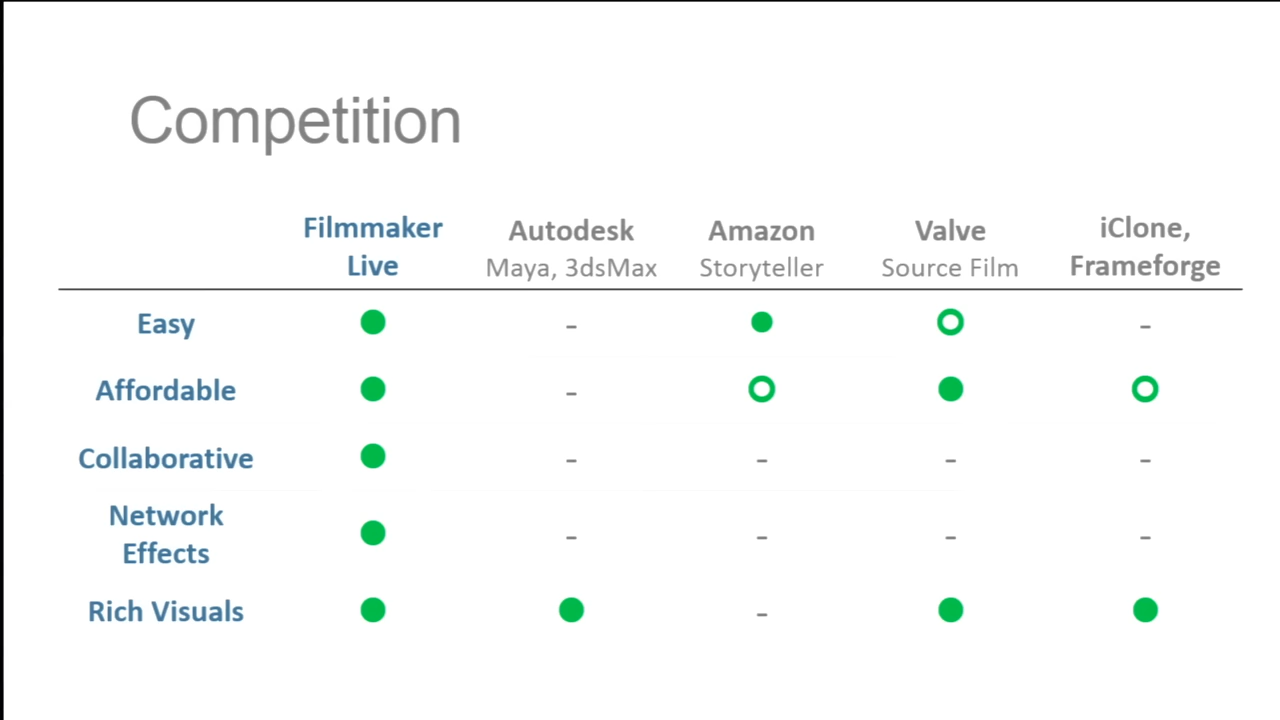 Competition
Filmmaker Live
Autodesk
Maya, 3dsMax
Amazon
Storyteller
Valve
Source Film
iClone,
Frameforge
Easy
-
-
Affordable
-
Collaborative
-
-
-
-
Network
Effects
-
-
-
-
Rich Visuals
-